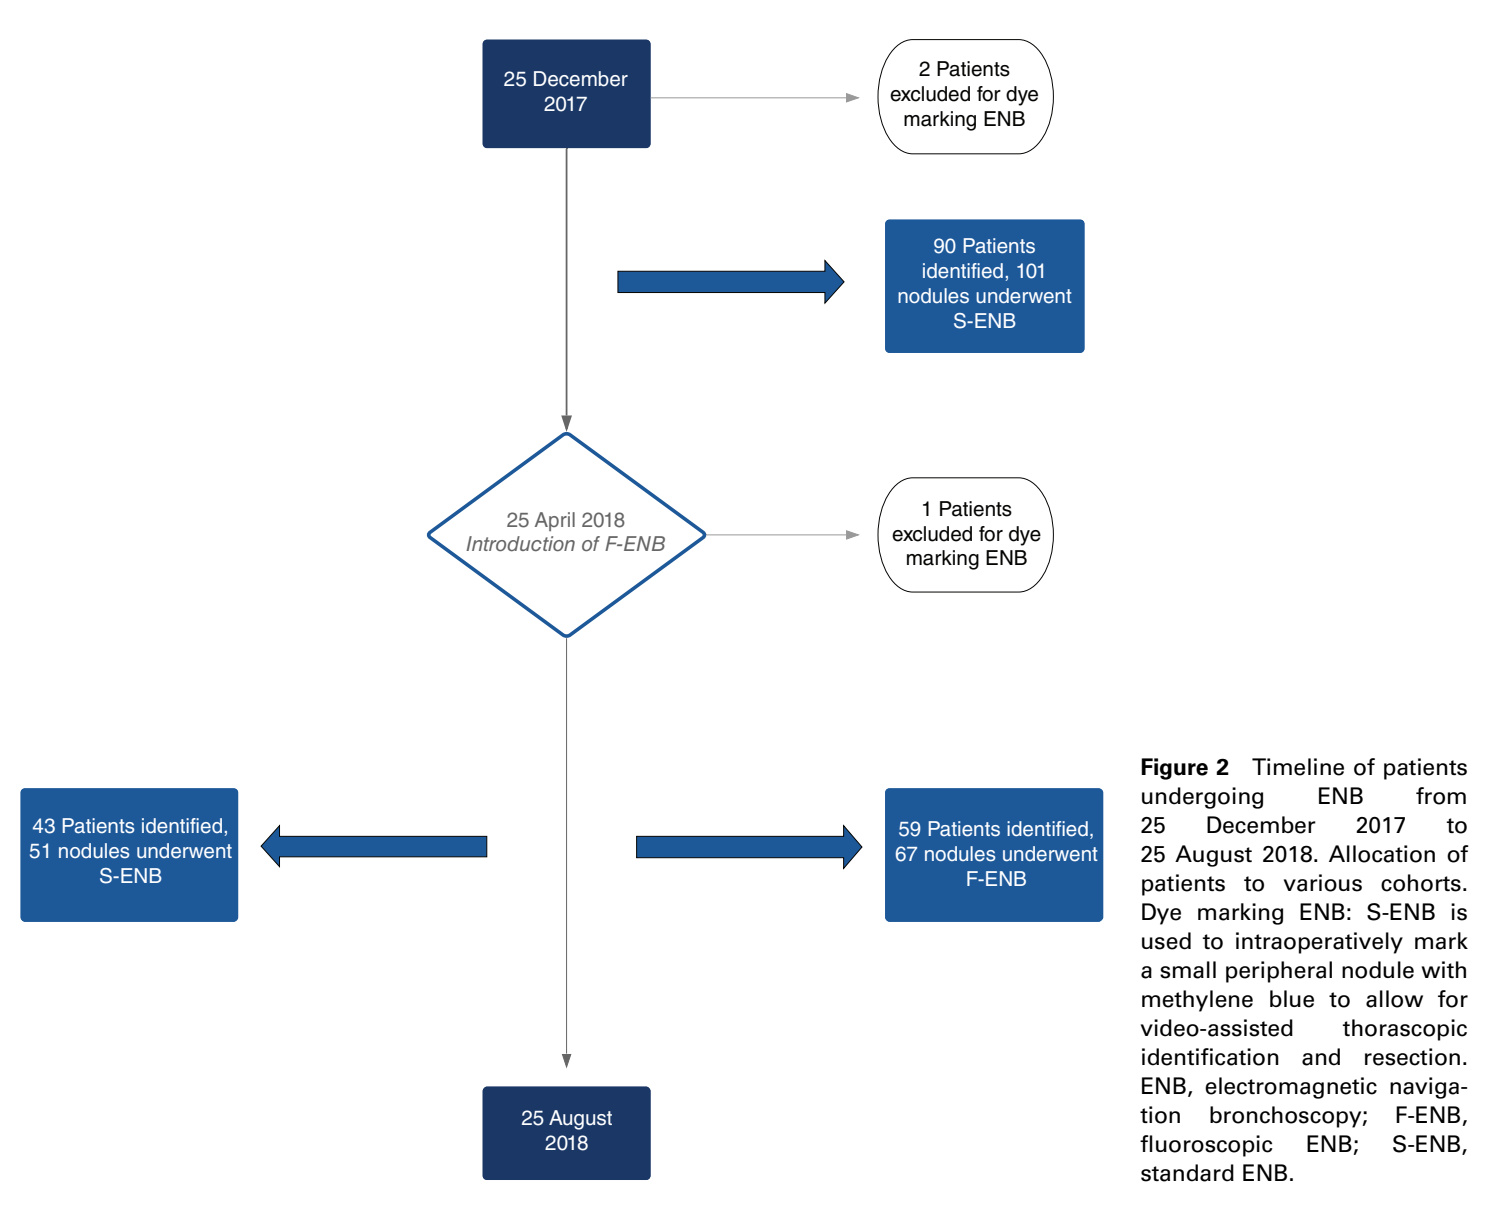 25 December
2017
2 Patients
excluded for dye
marking ENB
90 Patients
identified, 101
nodules underwent
S-ENB
25 April 2018
Introduction of F-ENB
1 Patients
excluded for dye
marking ENB
43 Patients identified,
51 nodules underwent
S-ENB
59 Patients identified,
67 nodules underwent
F-ENB
25 August
2018
Figure 2 Timeline of patients
undergoing ENB from
25 December 2017 to
25 August 2018. Allocation of
patients to various cohorts.
Dye marking ENB: S-ENB is
used to intraoperatively mark
a small peripheral nodule with
methylene blue to allow for
video-assisted thorascopic
identification and resection.
ENB, electromagnetic naviga-
tion bronchoscopy; F-ENB,
fluoroscopic ENB; S-ENB,
standard ENB.